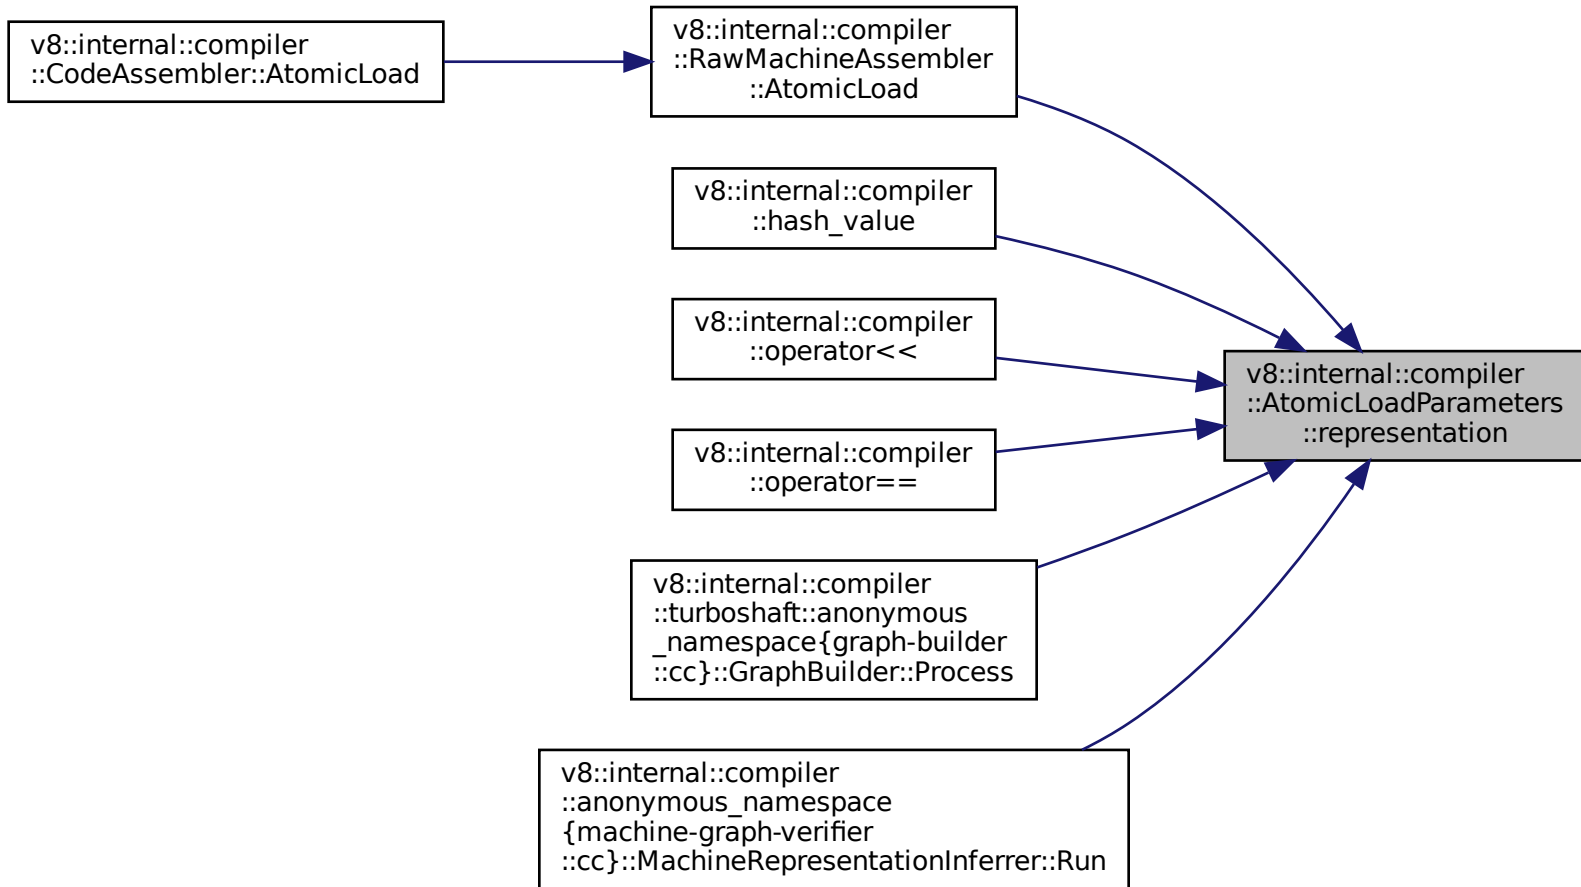 v8::internal::compiler
::CodeAssembler::AtomicLoad
v8::internal::compiler
::RawMachineAssembler
::AtomicLoad
v8::internal::compiler
::hash_value
v8::internal::compiler
::operator<<
v8::internal::compiler
::operator==
v8::internal::compiler
::turboshaft::anonymous
_namespace{graph-builder
::cc}::GraphBuilder::Process
v8::internal::compiler
::anonymous_namespace
{machine-graph-verifier
::cc}::MachineRepresentationInferrer::Run
v8::internal::compiler
::AtomicLoadParameters
::representation